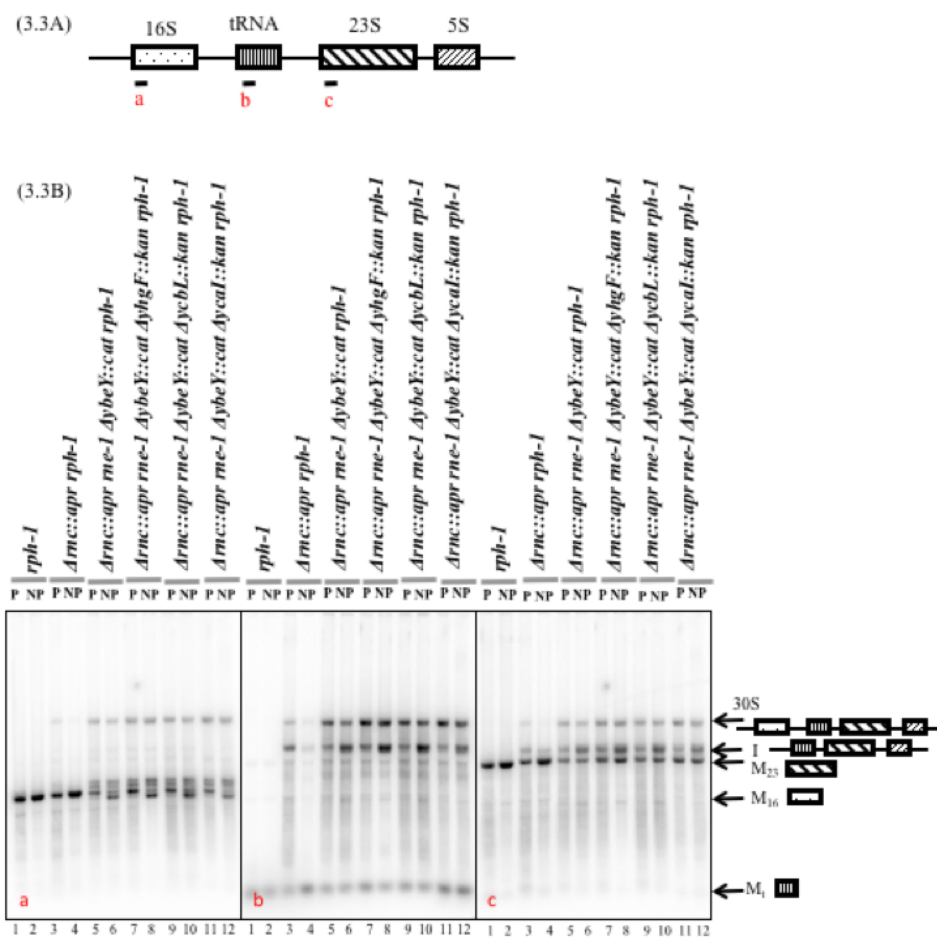 (3.3A)
16S tRNA 23S 5S
a b c
(3.3B)
rph-1
Δrnc::apr rph-1
Δrnc::apr rne-1 ΔybeY::cat rph-1
Δrnc::apr rne-1 ΔybeY::cat ΔyhgF::kan rph-1
Δrnc::apr rne-1 ΔybeY::cat ΔycbL::kan rph-1
Δrnc::apr rne-1 ΔybeY::cat ΔycaI::kan rph-1
rph-1
Δrnc::apr rph-1
Δrnc::apr rne-1 ΔybeY::cat rph-1
Δrnc::apr rne-1 ΔybeY::cat ΔyhgF::kan rph-1
Δrnc::apr rne-1 ΔybeY::cat ΔycbL::kan rph-1
Δrnc::apr rne-1 ΔybeY::cat ΔycaI::kan rph-1
rph-1
Δrnc::apr rph-1
Δrnc::apr rne-1 ΔybeY::cat rph-1
Δrnc::apr rne-1 ΔybeY::cat ΔyhgF::kan rph-1
Δrnc::apr rne-1 ΔybeY::cat ΔycbL::kan rph-1
Δrnc::apr rne-1 ΔybeY::cat ΔycaI::kan rph-1
P NP P NP P NP P NP P NP P NP P NP P NP P NP P NP P NP P NP P NP P NP P NP P NP P NP P NP
30S
I
M23
M16
Mt
a b c
1 2 3 4 5 6 7 8 9 10 11 12 1 2 3 4 5 6 7 8 9 10 11 12 1 2 3 4 5 6 7 8 9 10 11 12